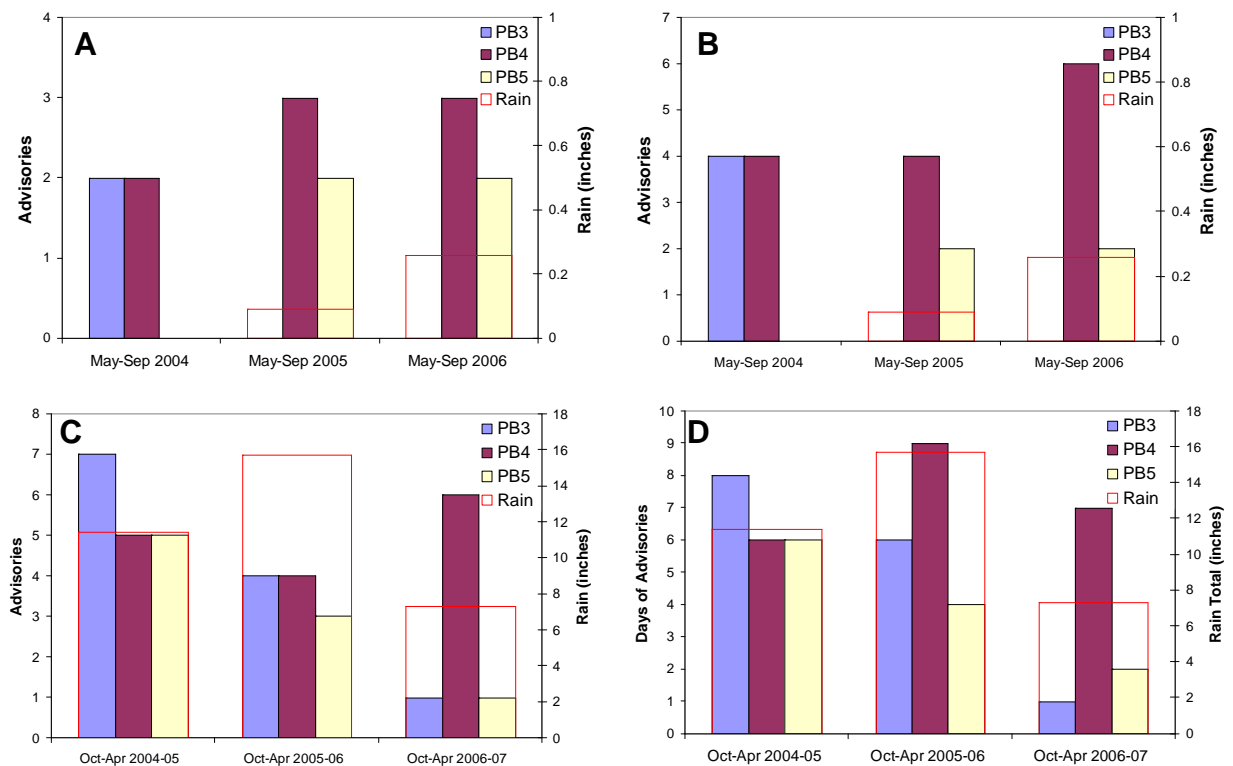 A
Advisories
4
3
2
1
0
1
0.8
0.6
0.4
0.2
0
Rain (inches)
PB3
PB4
PB5
Rain
May-Sep 2004
May-Sep 2005
May-Sep 2006
B
Advisories
7
6
5
4
3
2
1
0
1
0.8
0.6
0.4
0.2
0
Rain (inches)
PB3
PB4
PB5
Rain
May-Sep 2004
May-Sep 2005
May-Sep 2006
C
Advisories
8
7
6
5
4
3
2
1
0
18
16
14
12
10
8
6
4
2
0
Rain (inches)
PB3
PB4
PB5
Rain
Oct-Apr 2004-05
Oct-Apr 2005-06
Oct-Apr 2006-07
D
Days of Advisories
10
9
8
7
6
5
4
3
2
1
0
18
16
14
12
10
8
6
4
2
0
Rain Total (inches)
PB3
PB4
PB5
Rain
Oct-Apr 2004-05
Oct-Apr 2005-06
Oct-Apr 2006-07